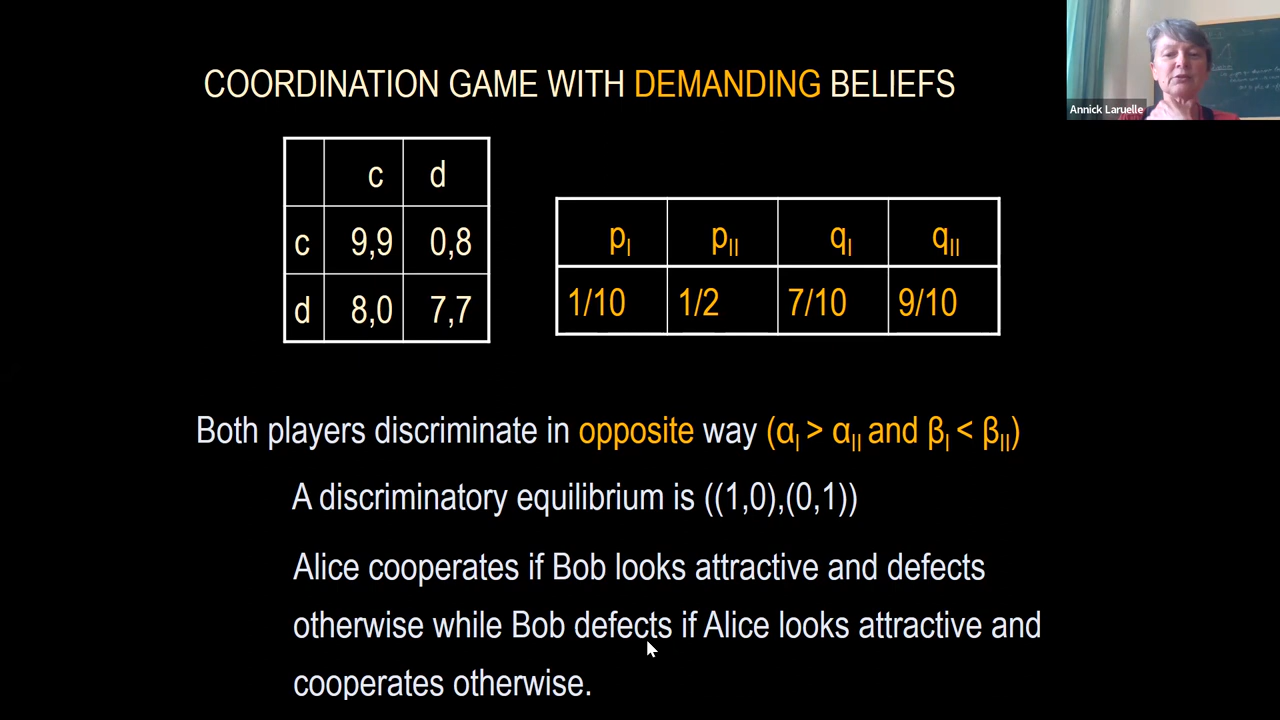 Annick Laruelle
COORDINATION GAME WITH DEMANDING BELIEFS
c d
c 9,9 0,8
d 8,0 7,7
pI pII qI qII
1/10 1/2 7/10 9/10
Both players discriminate in opposite way (αI > αII and βI < βII)
A discriminatory equilibrium is ((1,0),(0,1))
Alice cooperates if Bob looks attractive and defects
otherwise while Bob defects if Alice looks attractive and
cooperates otherwise.